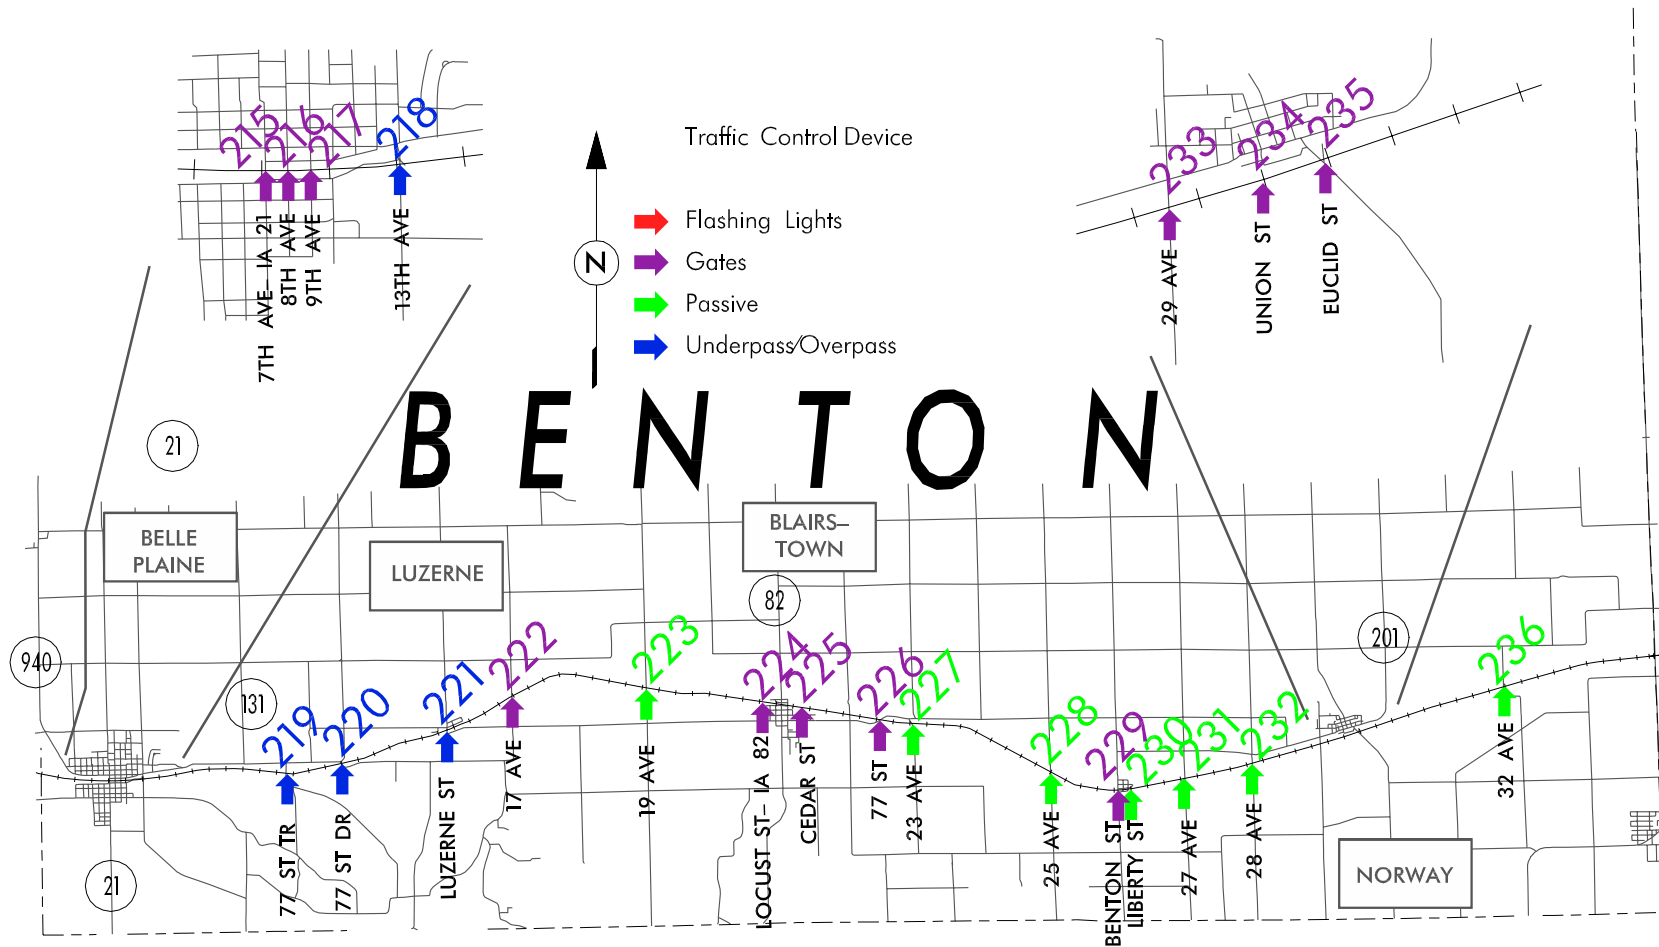 215
216
217
218
7TH AVE-IA 21
8TH AVE
9TH AVE
13TH AVE
N
Traffic Control Device
Flashing Lights
Gates
Passive
Underpass/Overpass
233
234
235
29 AVE
UNION ST
EUCLID ST
BENTON
21
BELLE
PLAINE
LUZERNE
BLAIRS-
TOWN
82
940
131
201
219
220
221
222
223
224
225
226
227
228
229
230
231
232
236
77 ST TR
77 ST DR
LUZERNE ST
17 AVE
19 AVE
LOCUST ST-IA 82
CEDAR ST
77 ST
23 AVE
25 AVE
BENTON ST
LIBERTY ST
27 AVE
28 AVE
32 AVE
21
NORWAY